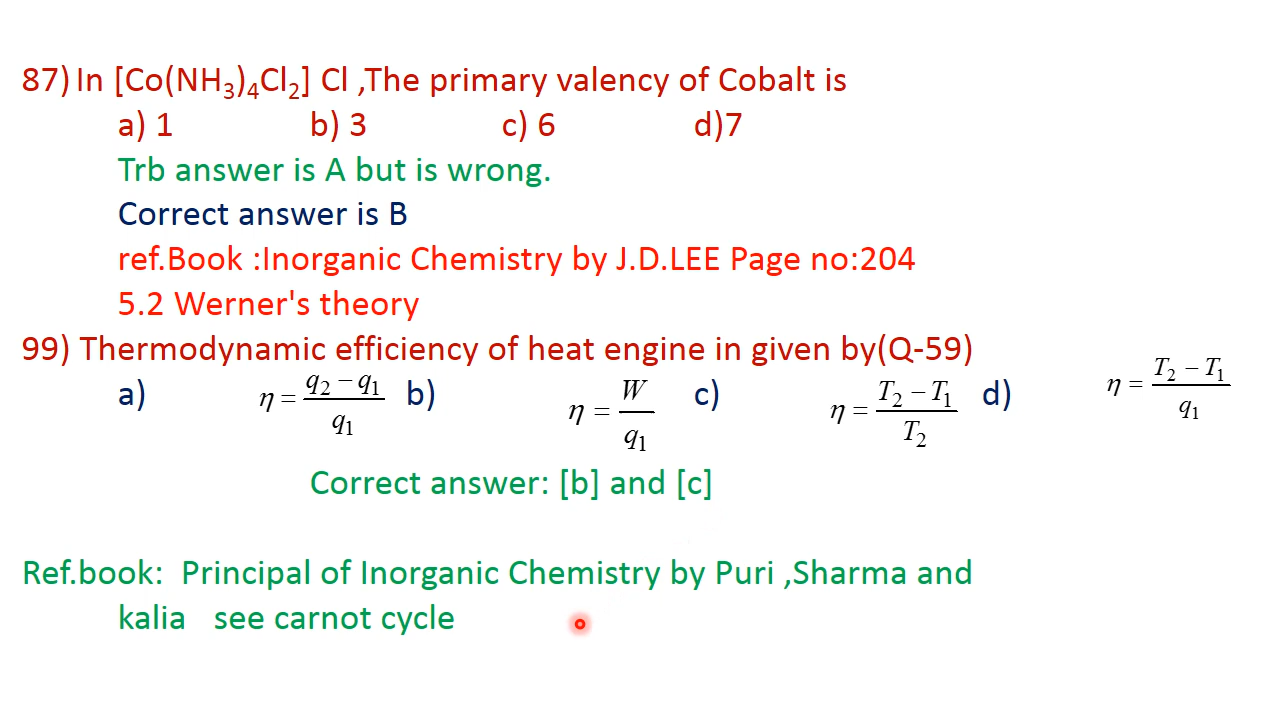 87) In [Co(NH₃)₄Cl₂] Cl ,The primary valency of Cobalt is
a) 1 b) 3 c) 6 d)7
Trb answer is A but is wrong.
Correct answer is B
ref.Book :Inorganic Chemistry by J.D.LEE Page no:204
5.2 Werner's theory
99) Thermodynamic efficiency of heat engine in given by(Q-59)
a) η = (q₂ − q₁)/q₁ b) η = W/q₁ c) η = (T₂ − T₁)/T₂ d) η = (T₂ − T₁)/q₁
Correct answer: [b] and [c]
Ref.book: Principal of Inorganic Chemistry by Puri ,Sharma and
kalia see carnot cycle